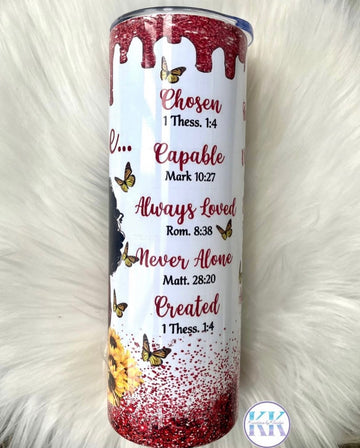 Chosen
1 Thess. 1:4
e...
Capable
Mark 10:27
Always Loved
Rom. 8:38
Never Alone
Matt. 28:20
Created
1 Thess. 1:4
KK